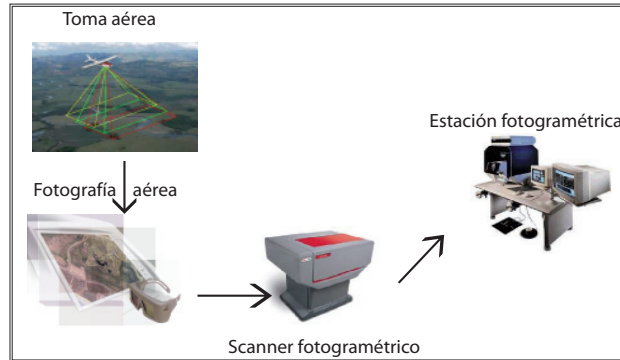 Toma aérea
Fotografía aérea
Scanner fotogramétrico
Estación fotogramétrica